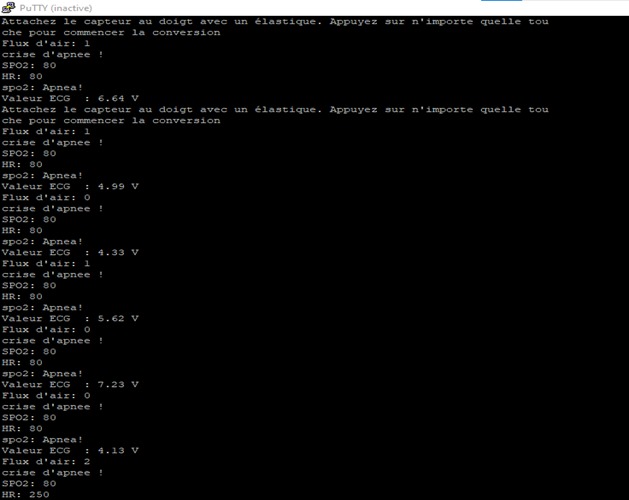 PuTTY (inactive)
Attachez le capteur au doigt avec un élastique. Appuyez sur n'importe quelle tou
che pour commencer la conversion
Flux d'air: 1
crise d'apnee !
SPO2: 80
HR: 80
spo2: Apnea!
Valeur ECG  : 6.64 V
Attachez le capteur au doigt avec un élastique. Appuyez sur n'importe quelle tou
che pour commencer la conversion
Flux d'air: 1
crise d'apnee !
SPO2: 80
HR: 80
spo2: Apnea!
Valeur ECG  : 4.99 V
Flux d'air: 0
crise d'apnee !
SPO2: 80
HR: 80
spo2: Apnea!
Valeur ECG  : 4.33 V
Flux d'air: 1
crise d'apnee !
SPO2: 80
HR: 80
spo2: Apnea!
Valeur ECG  : 5.62 V
Flux d'air: 0
crise d'apnee !
SPO2: 80
HR: 80
spo2: Apnea!
Valeur ECG  : 7.23 V
Flux d'air: 0
crise d'apnee !
SPO2: 80
HR: 80
spo2: Apnea!
Valeur ECG  : 4.13 V
Flux d'air: 2
crise d'apnee !
SPO2: 80
HR: 250